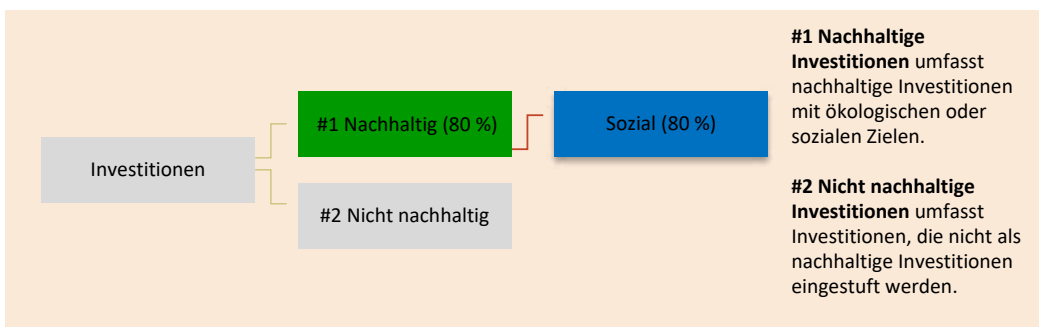 Investitionen
#1 Nachhaltig (80 %)
#2 Nicht nachhaltig
Sozial (80 %)
#1 Nachhaltige
Investitionen umfasst
nachhaltige Investitionen
mit ökologischen oder
sozialen Zielen.
#2 Nicht nachhaltige
Investitionen umfasst
Investitionen, die nicht als
nachhaltige Investitionen
eingestuft werden.